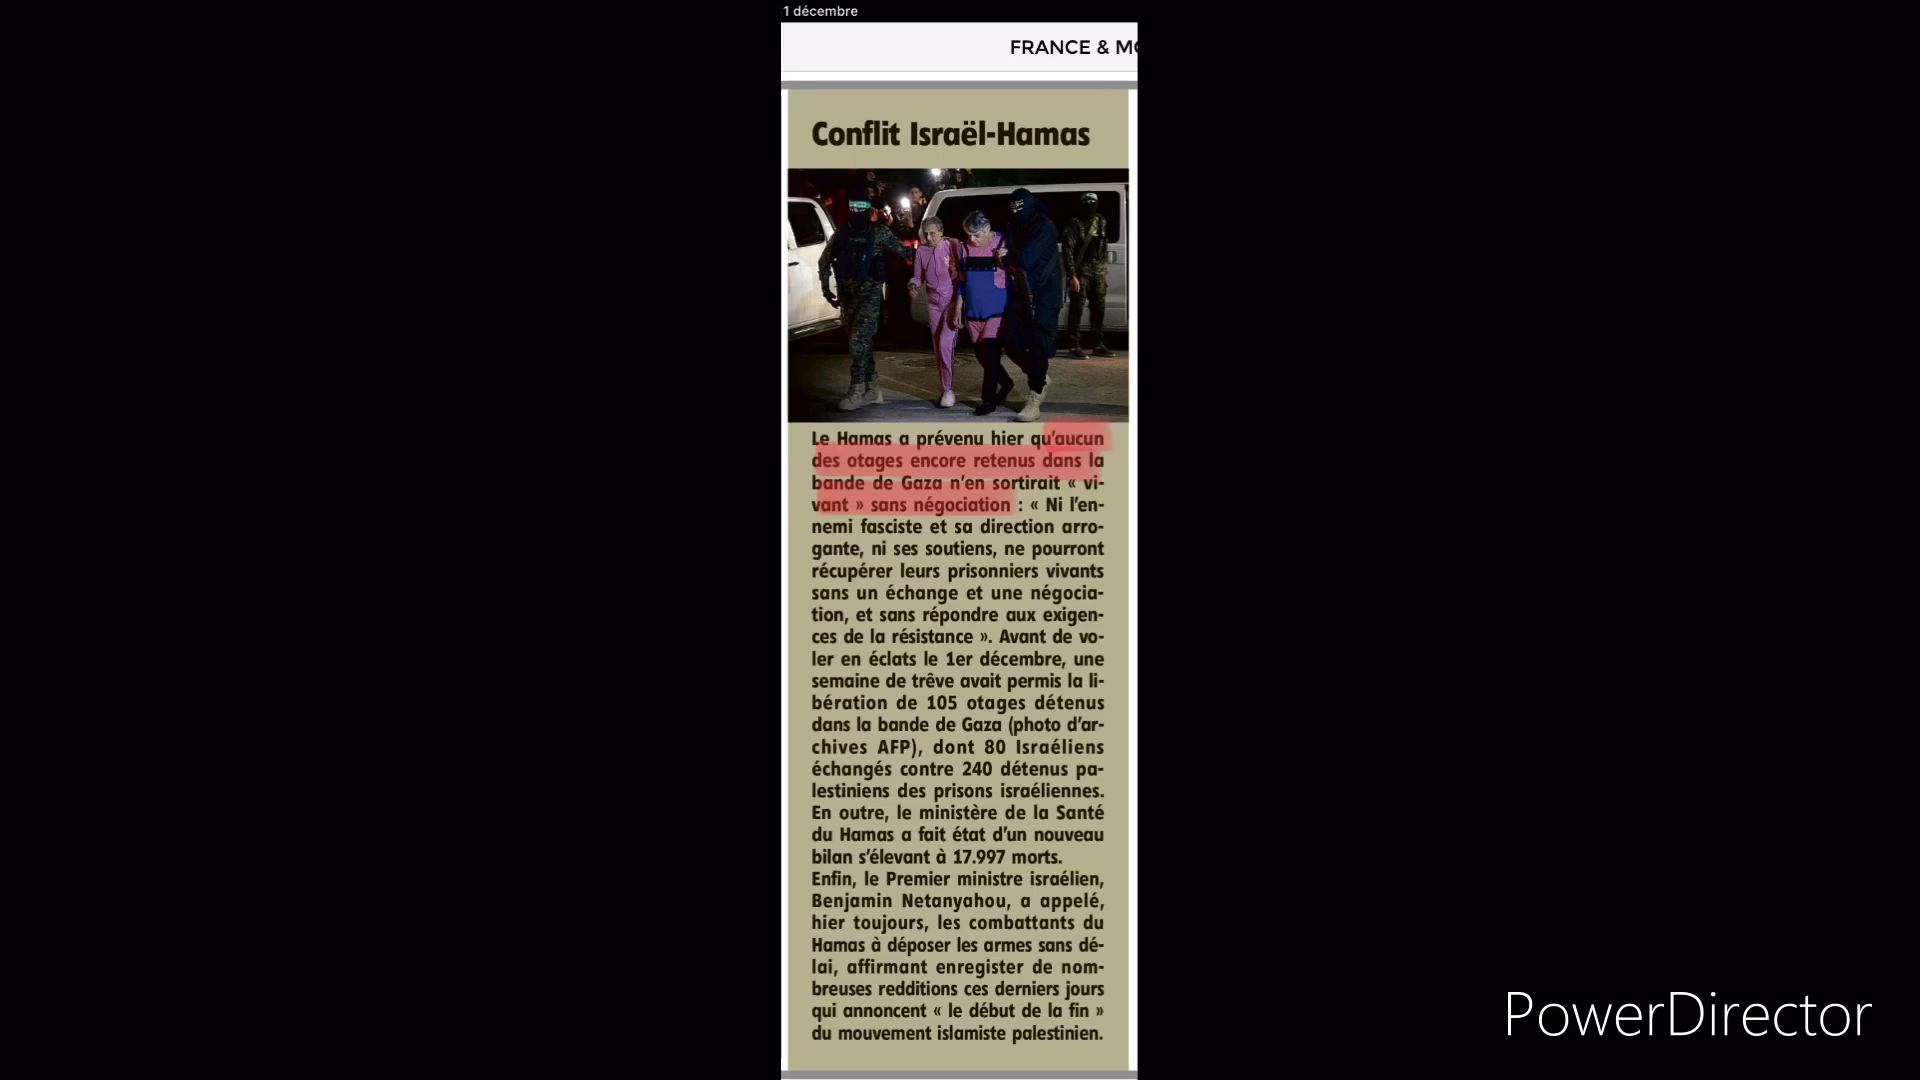 1 décembre
FRANCE & MO
Conflit Israël-Hamas
Le Hamas a prévenu hier qu'aucun
des otages encore retenus dans la
bande de Gaza n'en sortirait « vi-
vant » sans négociation : « Ni l'en-
nemi fasciste et sa direction arro-
gante, ni ses soutiens, ne pourront
récupérer leurs prisonniers vivants
sans un échange et une négocia-
tion, et sans répondre aux exigen-
ces de la résistance ». Avant de vo-
ler en éclats le 1er décembre, une
semaine de trêve avait permis la li-
bération de 105 otages détenus
dans la bande de Gaza (photo d'ar-
chives AFP), dont 80 Israéliens
échangés contre 240 détenus pa-
lestiniens des prisons israéliennes.
En outre, le ministère de la Santé
du Hamas a fait état d'un nouveau
bilan s'élevant à 17.997 morts.
Enfin, le Premier ministre israélien,
Benjamin Netanyahou, a appelé,
hier toujours, les combattants du
Hamas à déposer les armes sans dé-
lai, affirmant enregister de nom-
breuses redditions ces derniers jours
qui annoncent « le début de la fin »
du mouvement islamiste palestinien.
PowerDirector